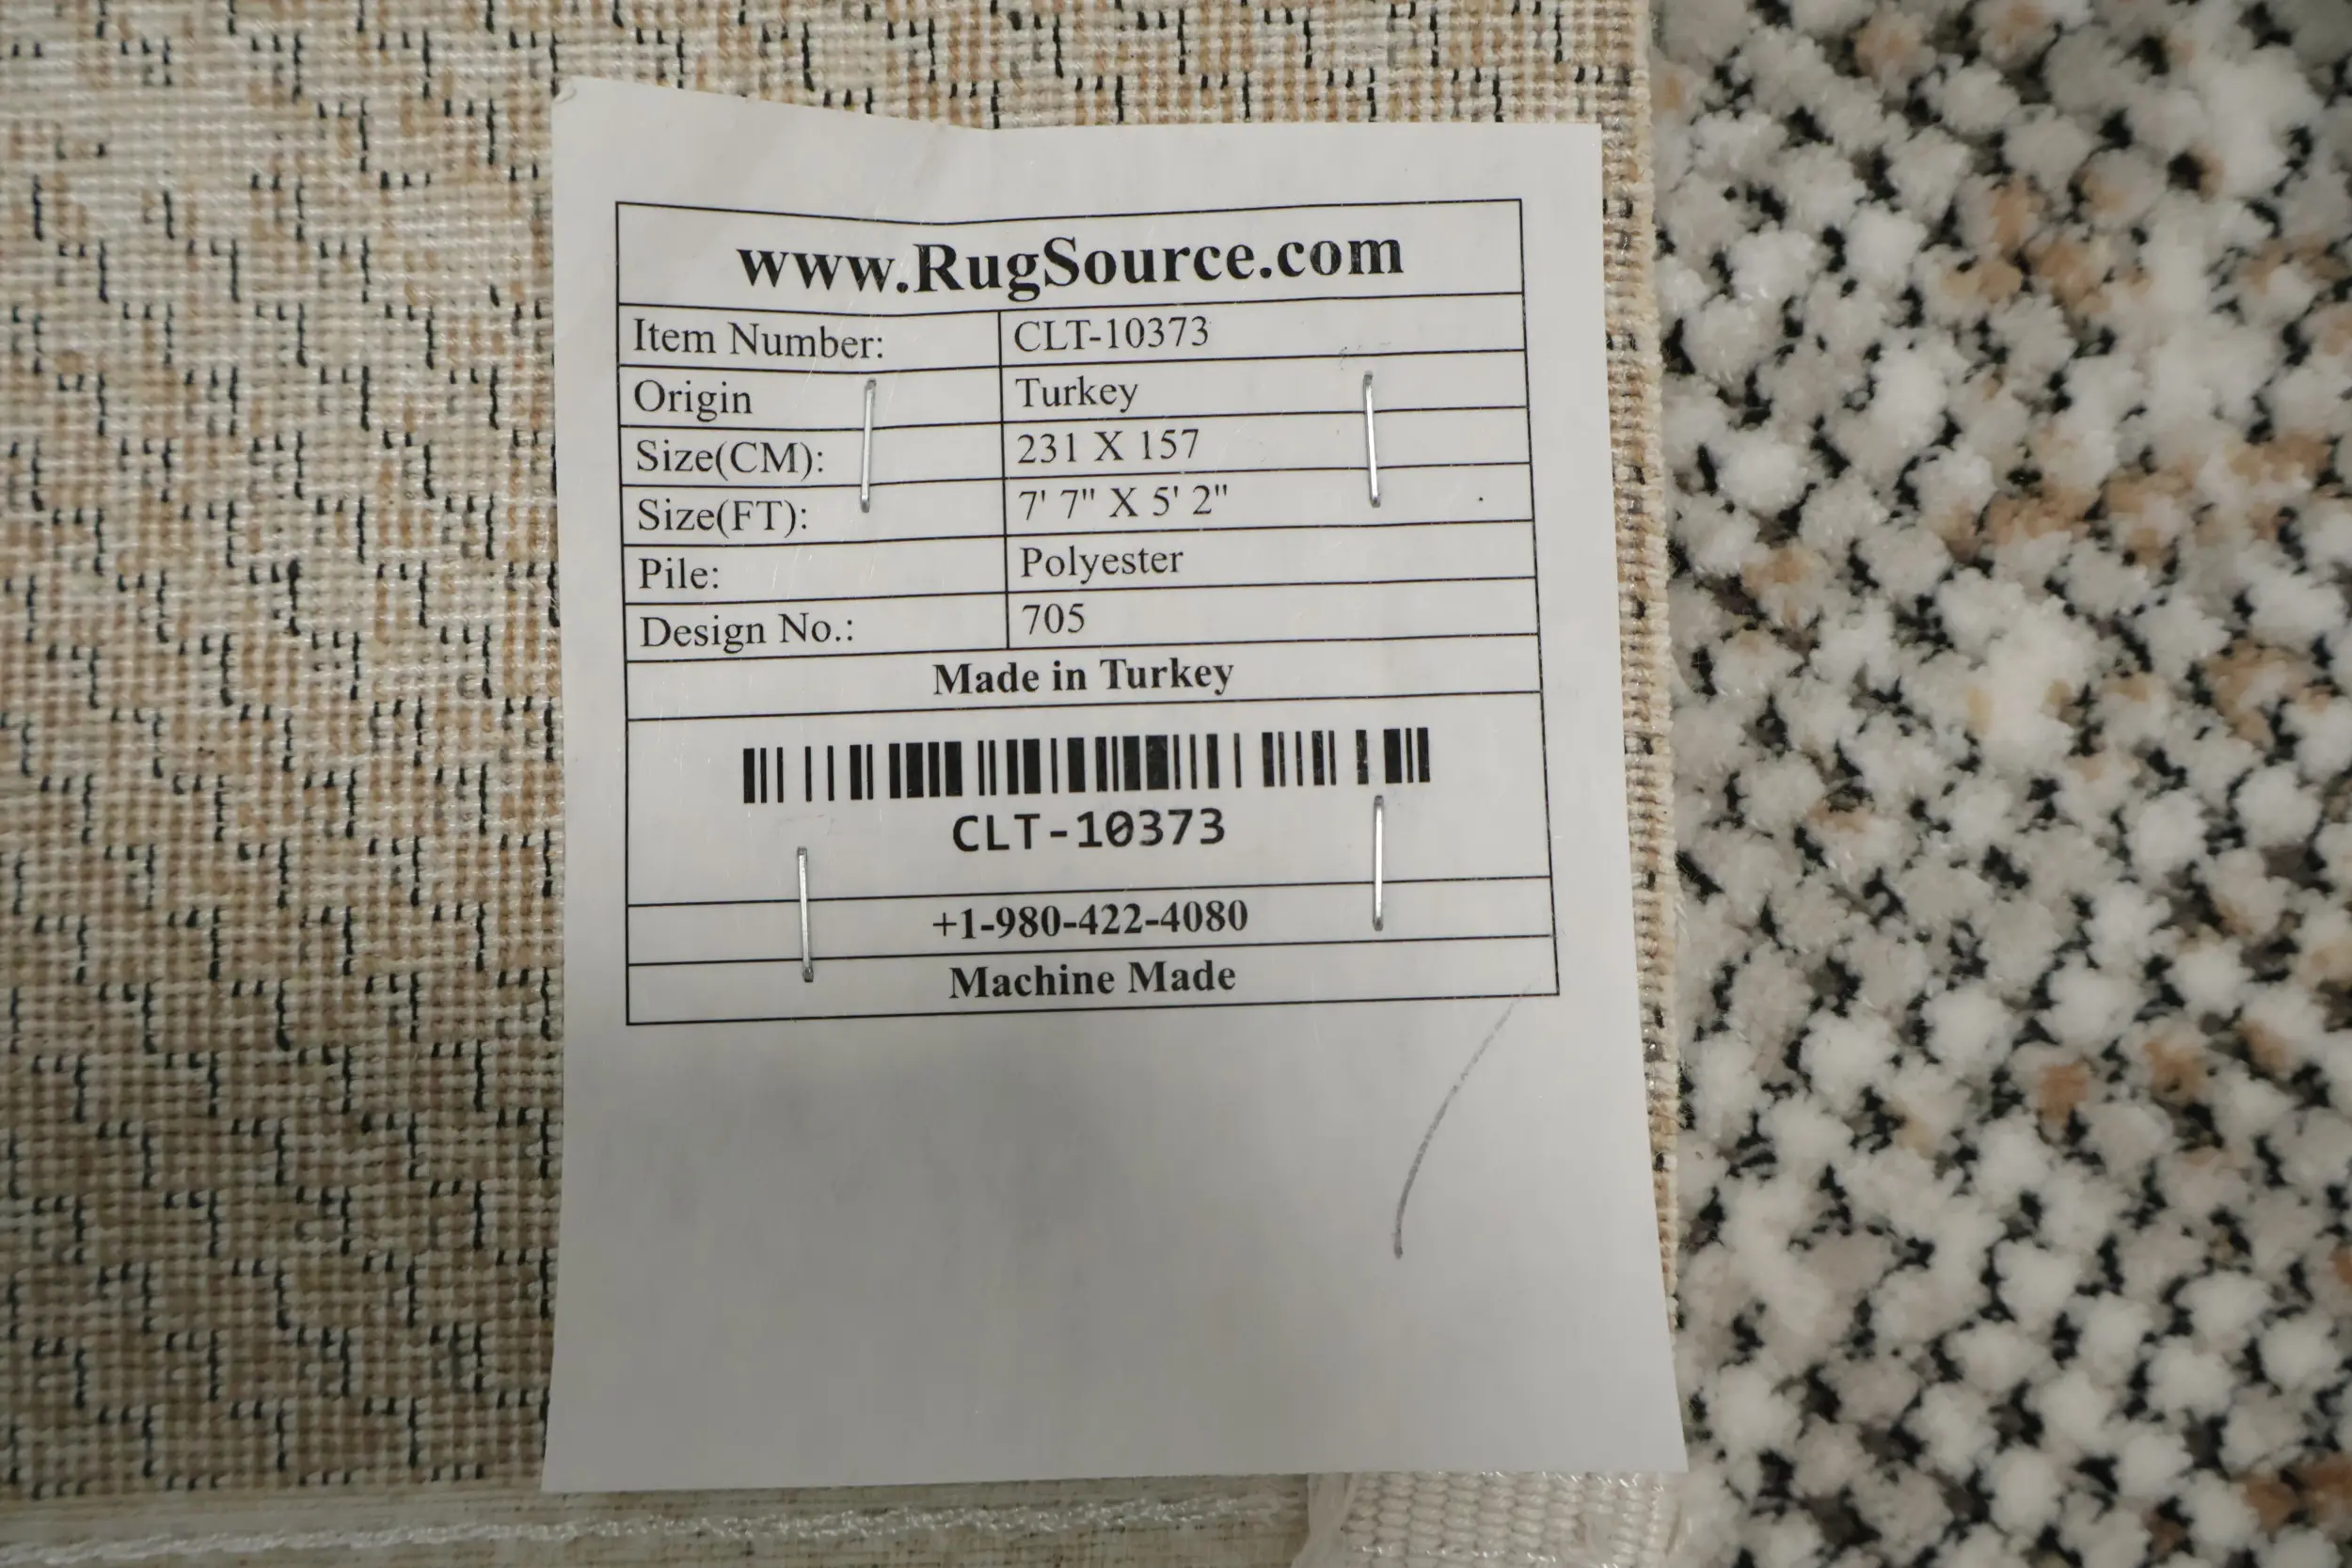 www.RugSource.com
Item Number: CLT-10373
Origin Turkey
Size(CM): 231 X 157
Size(FT): 7' 7" X 5' 2"
Pile: Polyester
Design No.: 705
Made in Turkey
CLT-10373
+1-980-422-4080
Machine Made